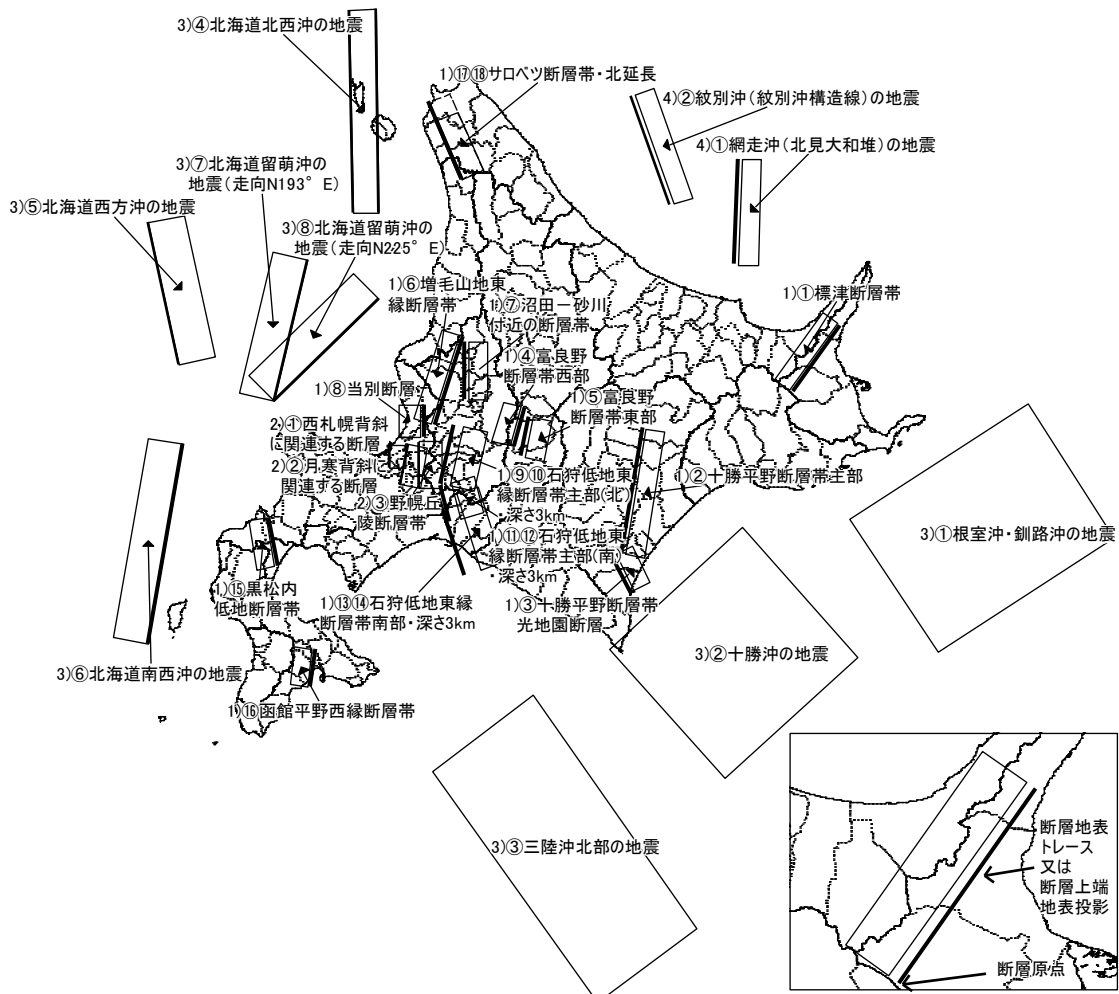 3)④北海道北西沖の地震
1)⑰⑱サロベツ断層帯・北延長
4)②紋別沖(紋別沖構造線)の地震
4)①網走沖(北見大和堆)の地震
3)⑦北海道留萌沖の
地震(走向N193°E)
3)⑤北海道西方沖の地震
3)⑧北海道留萌沖の
地震(走向N225°E)
1)⑥増毛山地東
縁断層帯
1)⑦沼田－砂川
付近の断層帯
1)①標津断層帯
1)④富良野
断層帯西部
1)⑧当別断層
1)⑤富良野
断層帯東部
2)①西札幌背斜
に関連する断層
2)②月寒背斜に
関連する断層
1)⑨⑩石狩低地東
縁断層帯主部(北)
・深さ3km
1)②十勝平野断層帯主部
2)③野幌丘
陵断層帯
1)⑪⑫石狩低地東
縁断層帯主部(南)
・深さ3km
3)①根室沖・釧路沖の地震
1)⑮黒松内
低地断層帯
1)⑬⑭石狩低地東縁
断層帯南部・深さ3km
1)③十勝平野断層帯
光地園断層
3)②十勝沖の地震
3)⑥北海道南西沖の地震
1)⑯函館平野西縁断層帯
3)③三陸沖北部の地震
断層地表
トレース
又は
断層上端
地表投影
断層原点